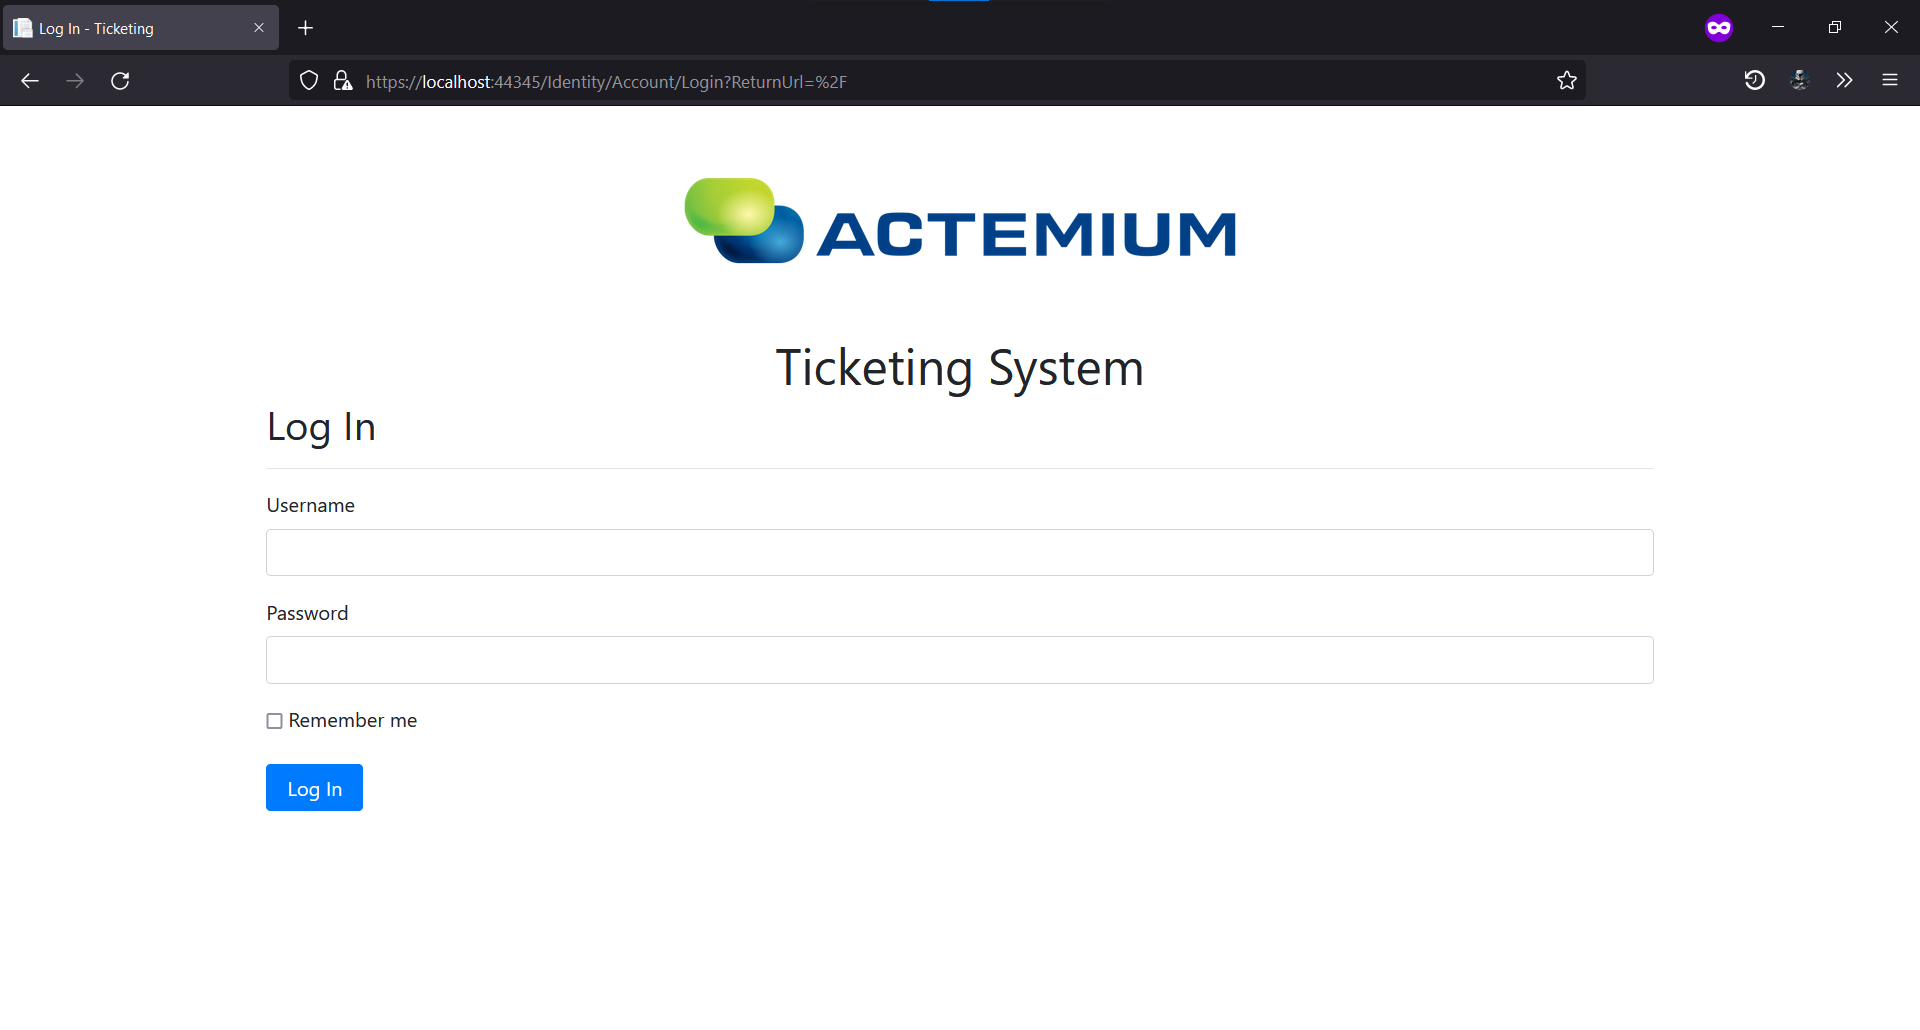 Log In - Ticketing
https://localhost:44345/Identity/Account/Login?ReturnUrl=%2F
ACTEMIUM
Ticketing System
Log In
Username
Password
Remember me
Log In